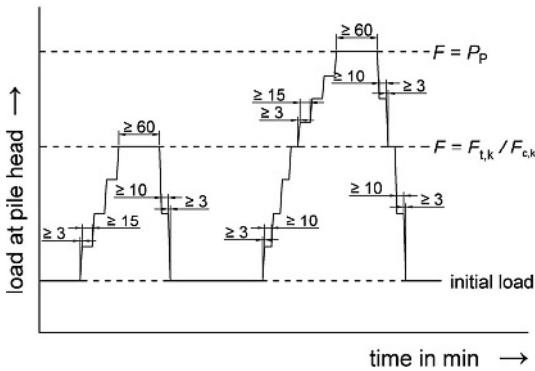 ≥ 60
F = P_P
≥ 10
≥ 3
≥ 15
≥ 3
≥ 60
F = F_t,k / F_c,k
≥ 10
≥ 3
≥ 10
≥ 3
≥ 15
≥ 3
≥ 10
≥ 3
initial load
load at pile head →
time in min →